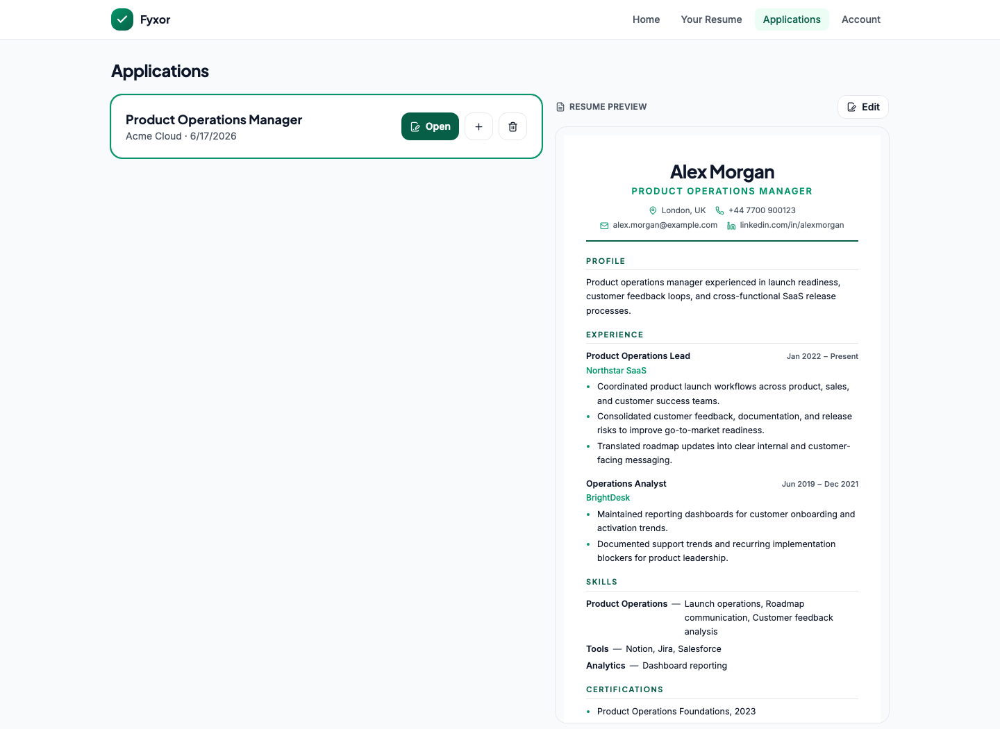 Fyxor
Home
Your Resume
Applications
Account
Applications
Product Operations Manager
Acme Cloud · 6/17/2026
Open
RESUME PREVIEW
Edit
Alex Morgan
PRODUCT OPERATIONS MANAGER
London, UK +44 7700 900123
alex.morgan@example.com linkedin.com/in/alexmorgan
PROFILE
Product operations manager experienced in launch readiness,
customer feedback loops, and cross-functional SaaS release
processes.
EXPERIENCE
Product Operations Lead Jan 2022 – Present
Northstar SaaS
• Coordinated product launch workflows across product, sales,
and customer success teams.
• Consolidated customer feedback, documentation, and release
risks to improve go-to-market readiness.
• Translated roadmap updates into clear internal and customer-
facing messaging.
Operations Analyst Jun 2019 – Dec 2021
BrightDesk
• Maintained reporting dashboards for customer onboarding and
activation trends.
• Documented support trends and recurring implementation
blockers for product leadership.
SKILLS
Product Operations — Launch operations, Roadmap
communication, Customer feedback
analysis
Tools — Notion, Jira, Salesforce
Analytics — Dashboard reporting
CERTIFICATIONS
• Product Operations Foundations, 2023